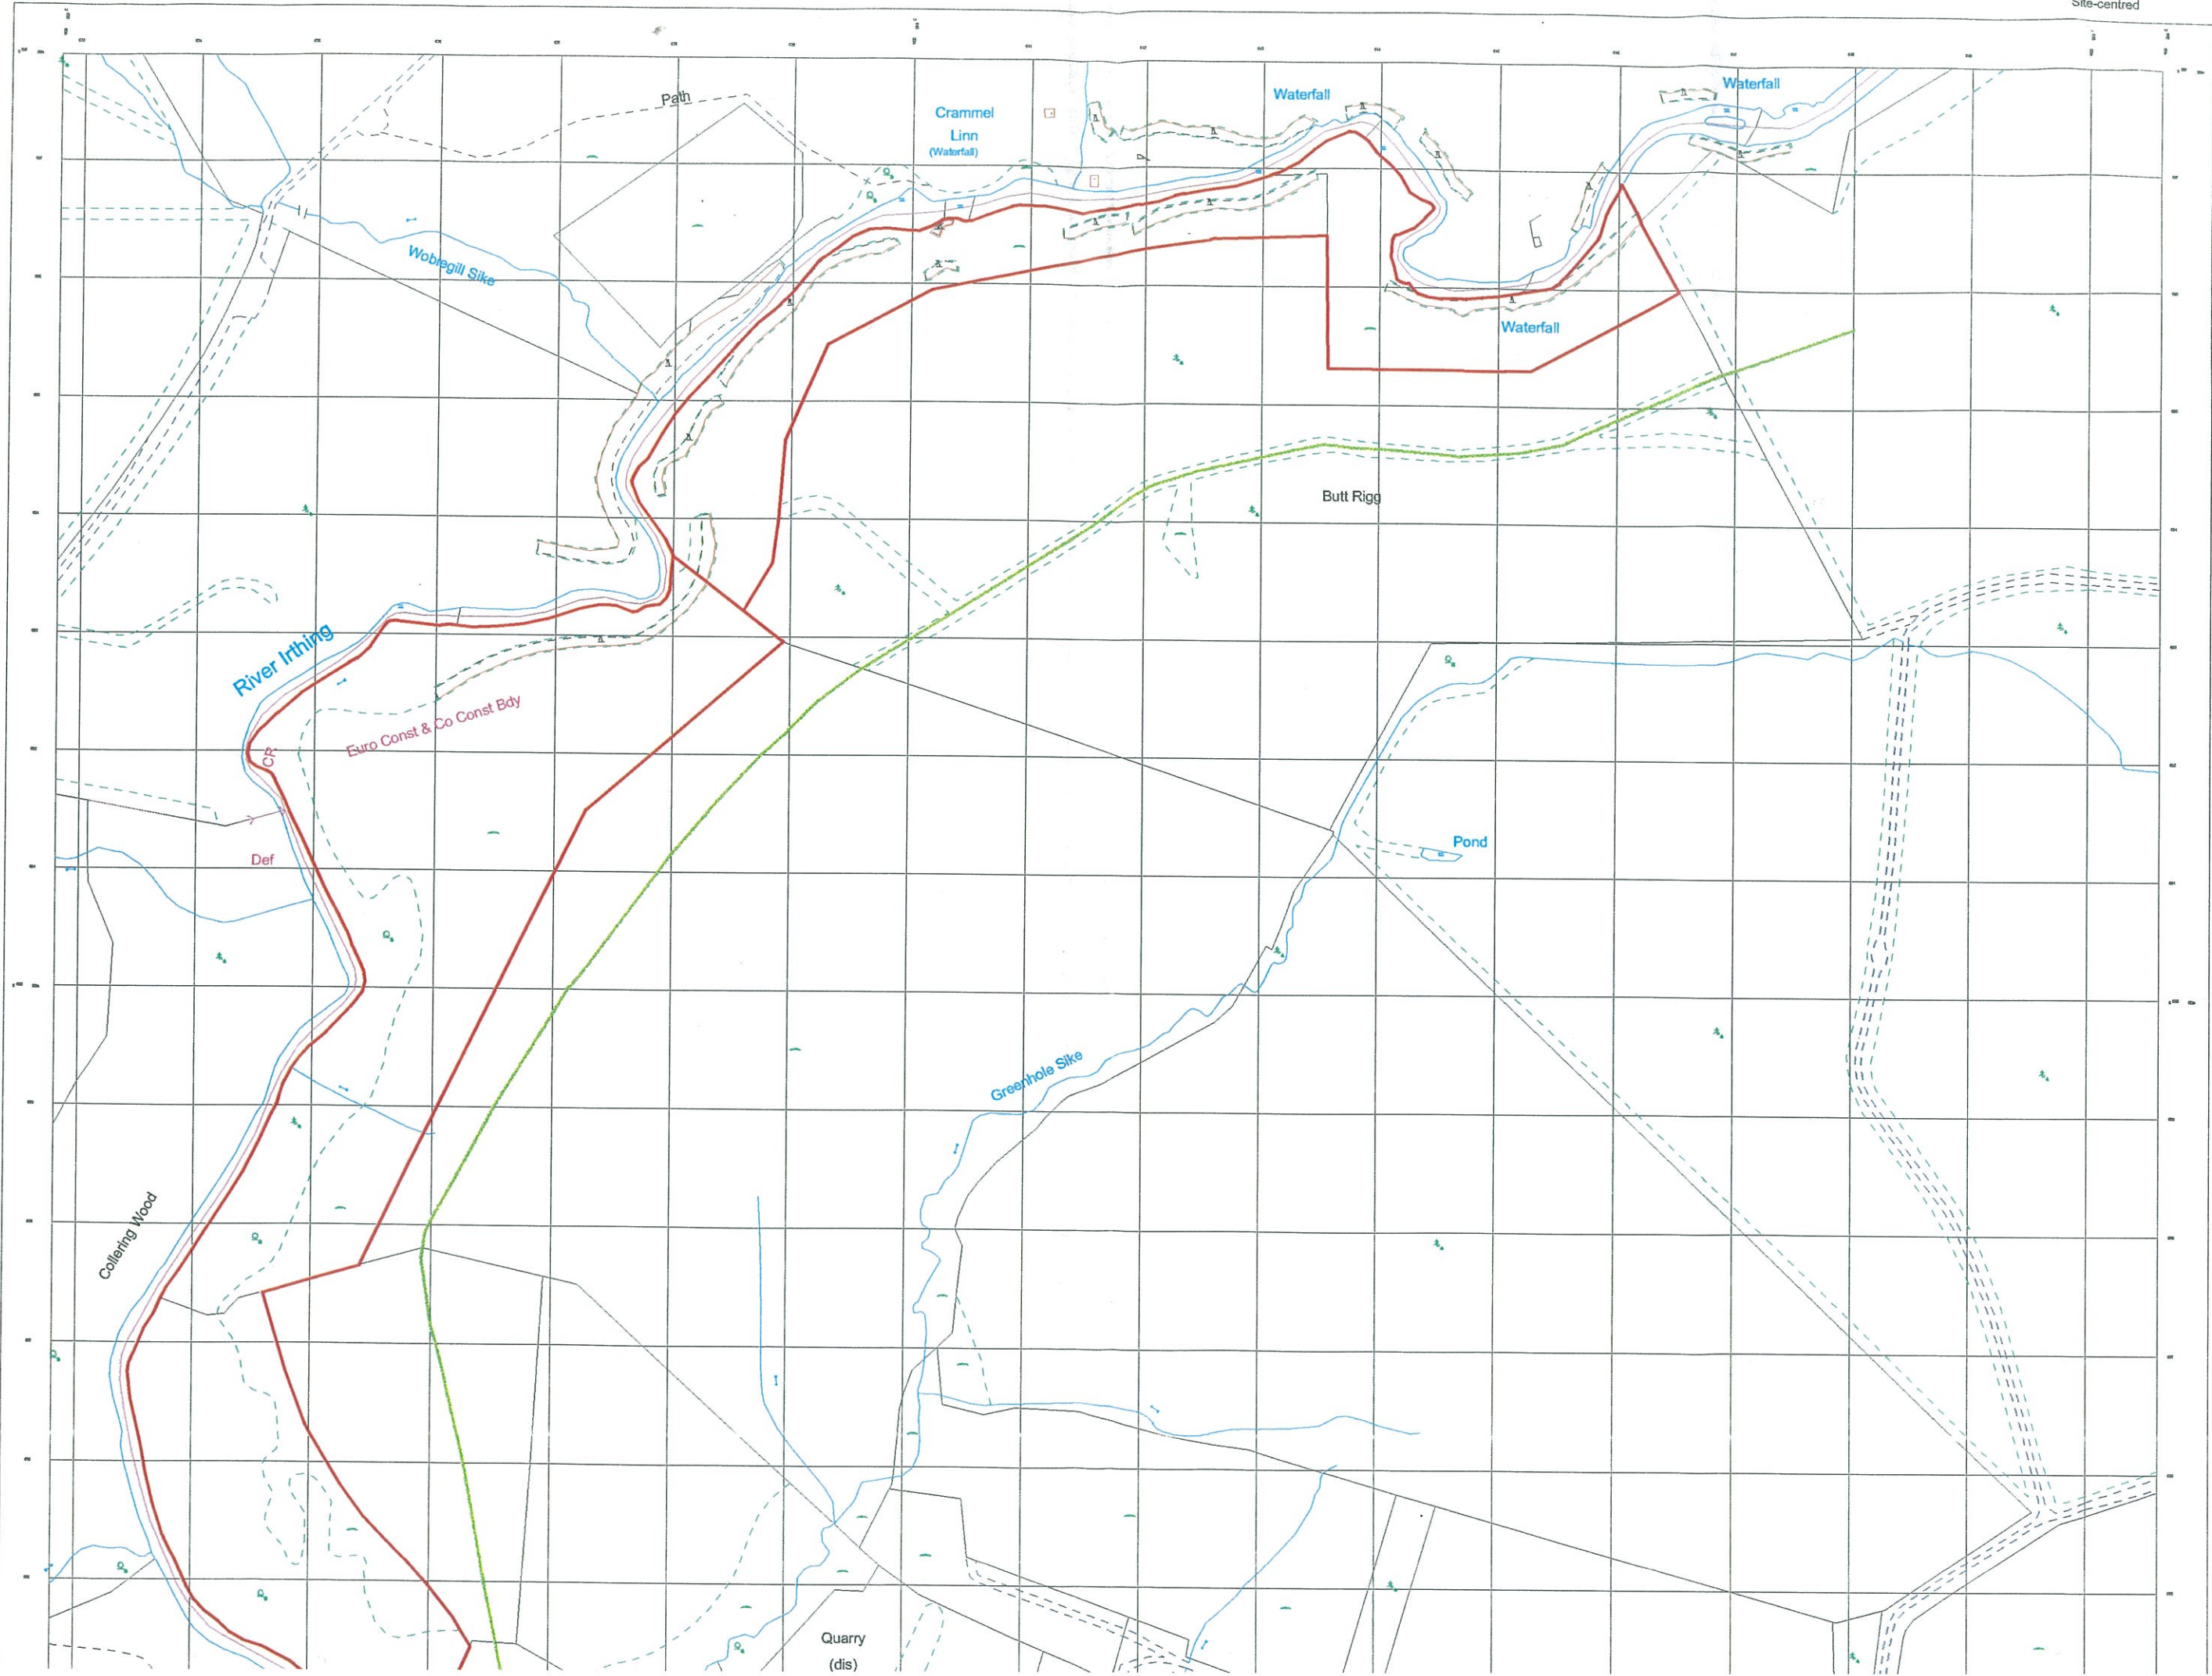 Site-centred
Path
Crammel
Linn
(Waterfall)
Waterfall
Waterfall
Wobregill Sike
Waterfall
Butt Rigg
River Irthing
Euro Const & Co Const Bdy
CR
Def
Pond
Greenhole Sike
Collering Wood
Quarry
(dis)